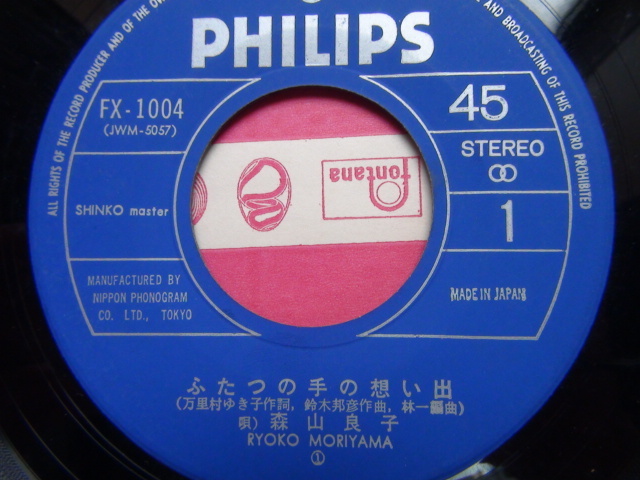 ALL RIGHTS OF THE RECORD PRODUCER AND OF THE OW
AND BROADCASTING OF THIS RECORD PROHIBITED
PHILIPS
FX-1004
(JWM-5057)
45
STEREO
SHINKO master
1
MANUFACTURED BY
NIPPON PHONOGRAM
CO. LTD., TOKYO
MADE IN JAPAN
fontana
ふたつの手の想い出
(万里村ゆき子作詞, 鈴木邦彦作曲, 林一編曲)
唄) 森山良子
RYOKO MORIYAMA
①